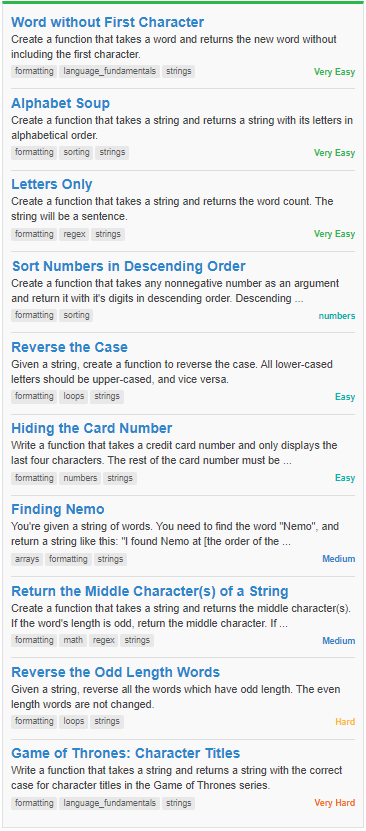 Word without First Character
Create a function that takes a word and returns the new word without
including the first character.
formatting language_fundamentals strings Very Easy
Alphabet Soup
Create a function that takes a string and returns a string with its letters in
alphabetical order.
formatting sorting strings Very Easy
Letters Only
Create a function that takes a string and returns the word count. The
string will be a sentence.
formatting regex strings Very Easy
Sort Numbers in Descending Order
Create a function that takes any nonnegative number as an argument
and return it with it's digits in descending order. Descending ...
formatting sorting numbers
Reverse the Case
Given a string, create a function to reverse the case. All lower-cased
letters should be upper-cased, and vice versa.
formatting loops strings Easy
Hiding the Card Number
Write a function that takes a credit card number and only displays the
last four characters. The rest of the card number must be ...
formatting numbers strings Easy
Finding Nemo
You're given a string of words. You need to find the word "Nemo", and
return a string like this: "I found Nemo at [the order of the ...
arrays formatting strings Medium
Return the Middle Character(s) of a String
Create a function that takes a string and returns the middle character(s).
If the word's length is odd, return the middle character. If ...
formatting math regex strings Medium
Reverse the Odd Length Words
Given a string, reverse all the words which have odd length. The even
length words are not changed.
formatting loops strings Hard
Game of Thrones: Character Titles
Write a function that takes a string and returns a string with the correct
case for character titles in the Game of Thrones series.
formatting language_fundamentals strings Very Hard